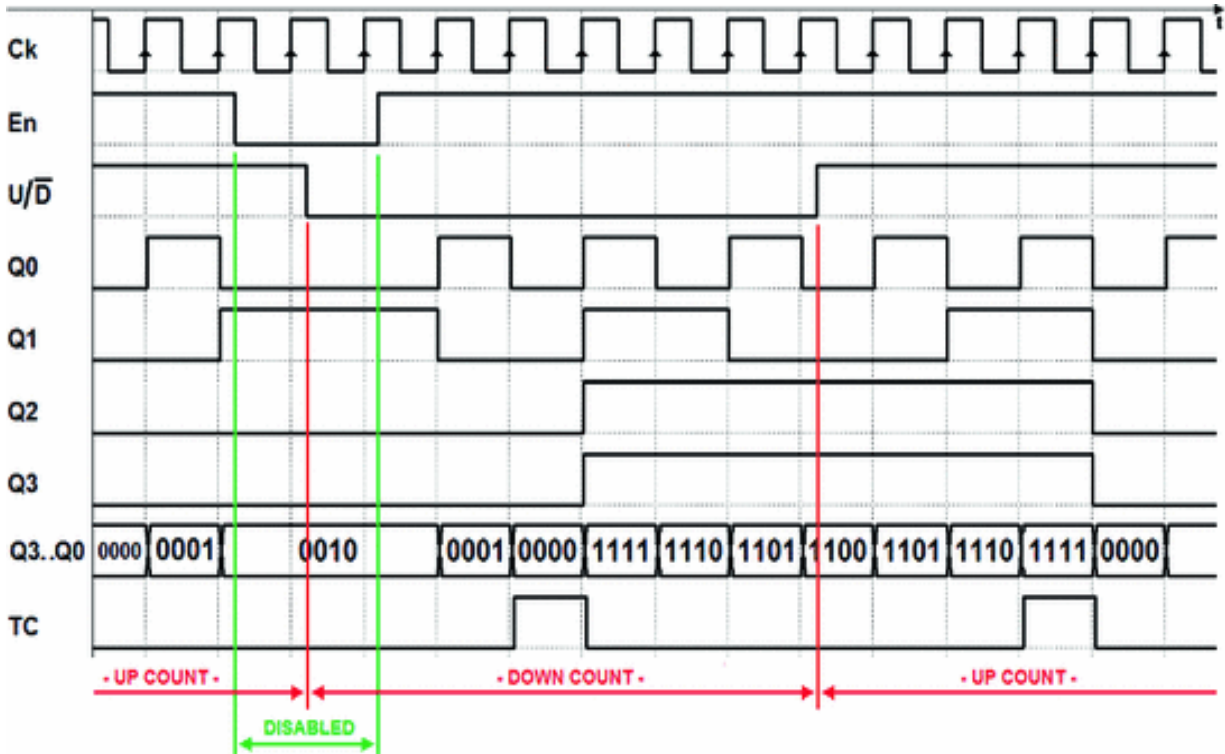 t
Ck
En
U/D̅
Q0
Q1
Q2
Q3
Q3..Q0 0000 0001 0010 0001 0000 1111 1110 1101 1100 1101 1110 1111 0000
TC
- UP COUNT - - DOWN COUNT - - UP COUNT -
DISABLED